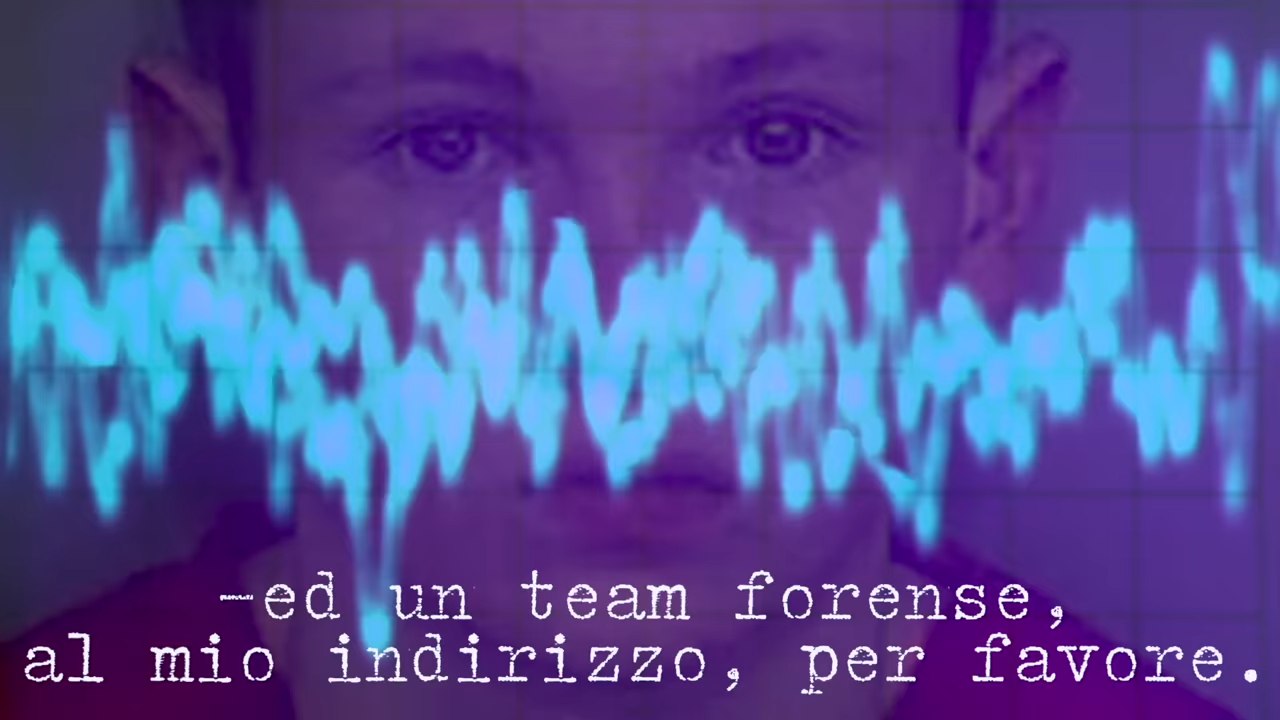 -ed un team forense,
al mio indirizzo, per favore.